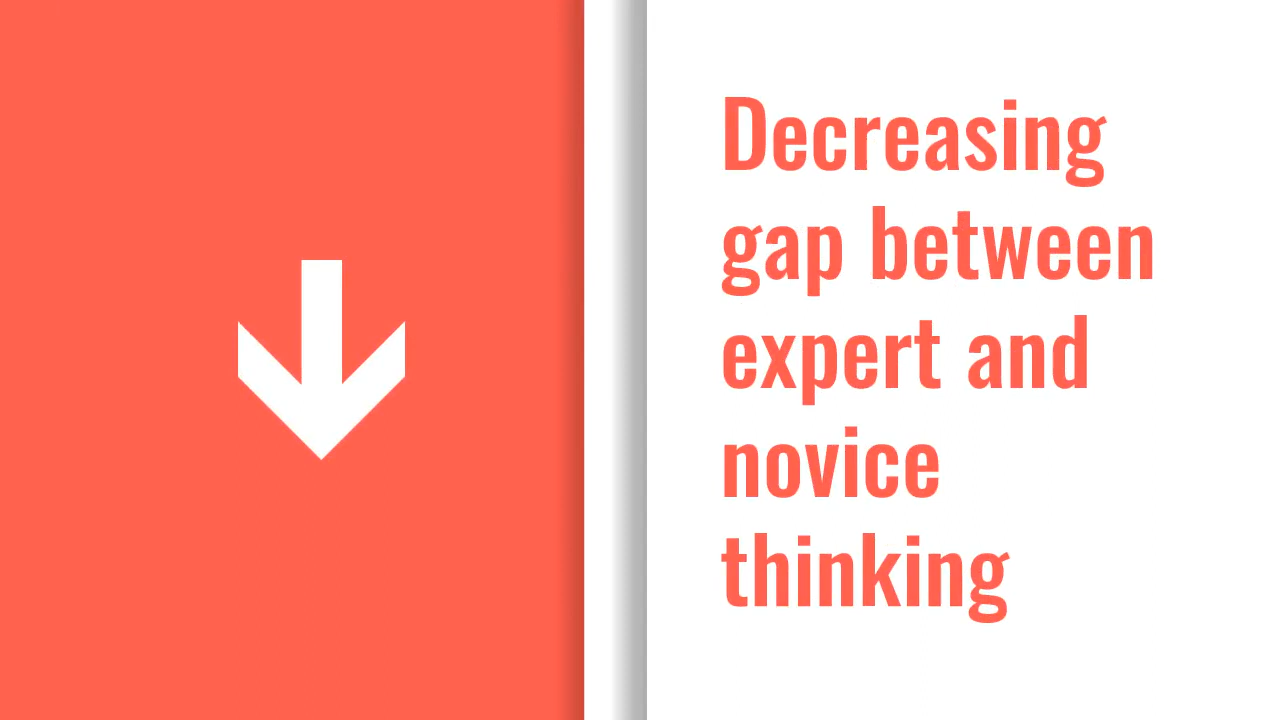 Decreasing
gap between
expert and
novice
thinking